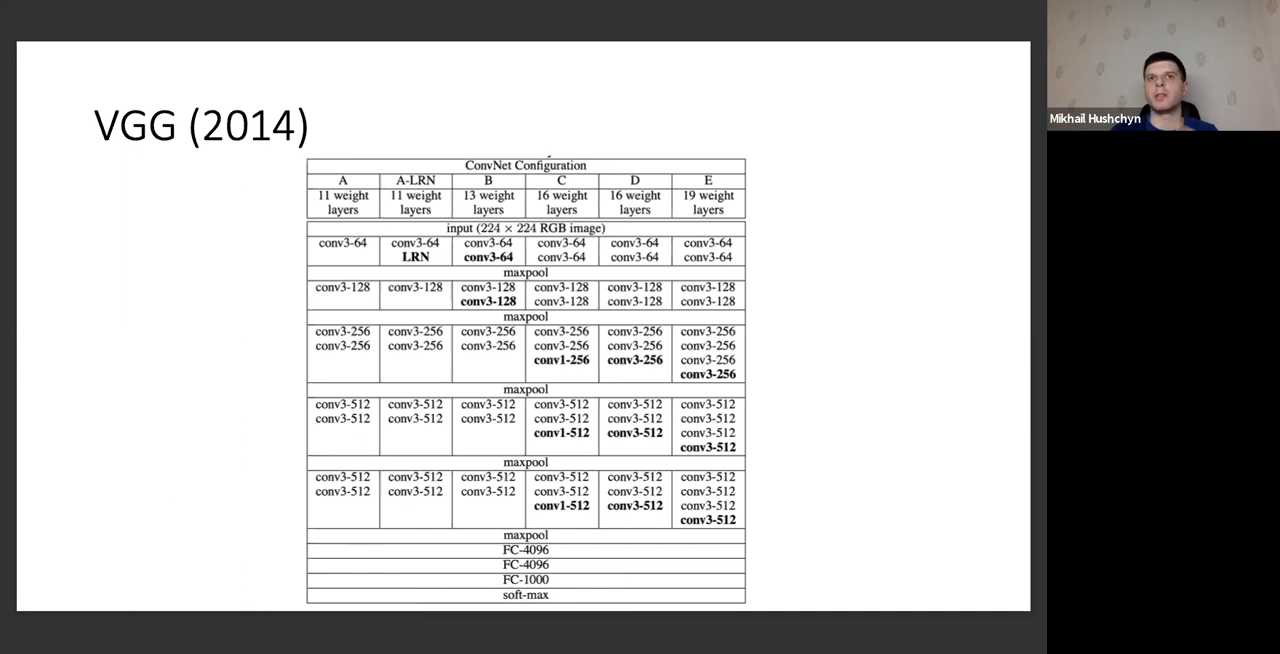 VGG (2014)
ConvNet Configuration
A A-LRN B C D E
11 weight 11 weight 13 weight 16 weight 16 weight 19 weight
layers layers layers layers layers layers
input (224 × 224 RGB image)
conv3-64 conv3-64 conv3-64 conv3-64 conv3-64 conv3-64
LRN conv3-64 conv3-64 conv3-64 conv3-64
maxpool
conv3-128 conv3-128 conv3-128 conv3-128 conv3-128 conv3-128
conv3-128 conv3-128 conv3-128 conv3-128
maxpool
conv3-256 conv3-256 conv3-256 conv3-256 conv3-256 conv3-256
conv3-256 conv3-256 conv3-256 conv3-256 conv3-256 conv3-256
conv1-256 conv3-256 conv3-256
conv3-256
maxpool
conv3-512 conv3-512 conv3-512 conv3-512 conv3-512 conv3-512
conv3-512 conv3-512 conv3-512 conv3-512 conv3-512 conv3-512
conv1-512 conv3-512 conv3-512
conv3-512
maxpool
conv3-512 conv3-512 conv3-512 conv3-512 conv3-512 conv3-512
conv3-512 conv3-512 conv3-512 conv3-512 conv3-512 conv3-512
conv1-512 conv3-512 conv3-512
conv3-512
maxpool
FC-4096
FC-4096
FC-1000
soft-max
Mikhail Hushchyn